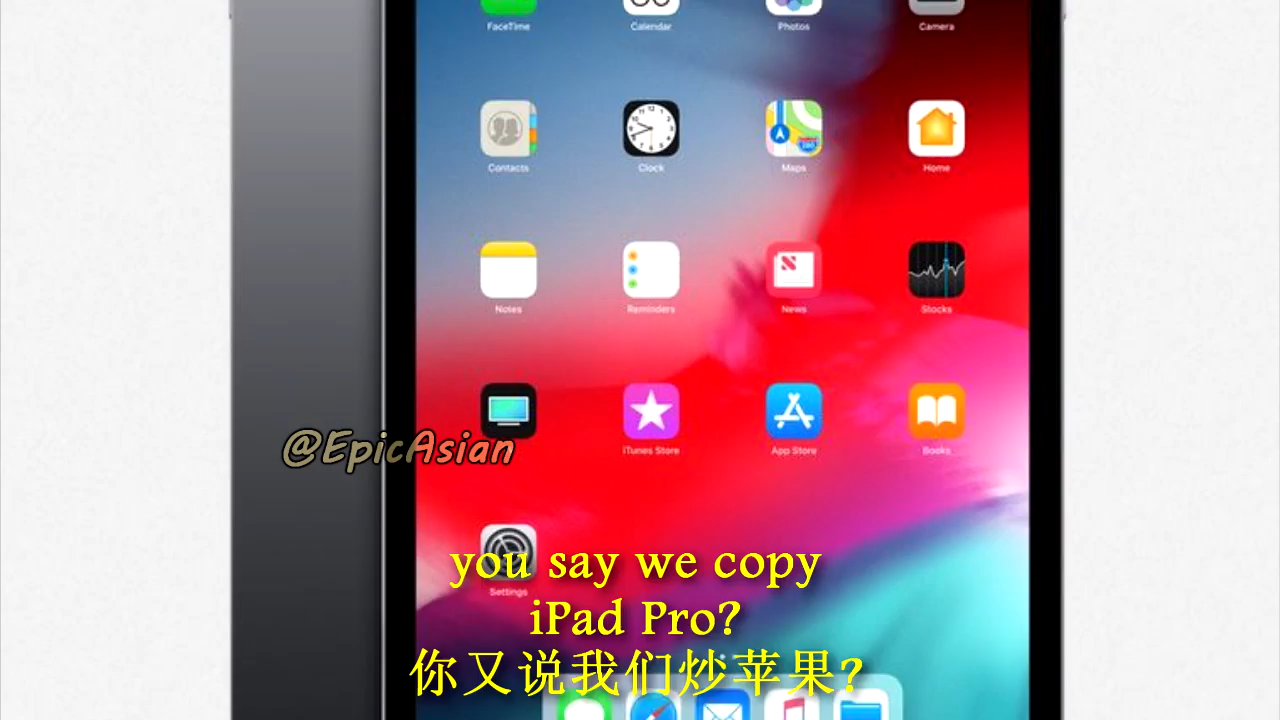 FaceTime
Calendar
Photos
Camera
Contacts
Clock
Maps
Home
280
Notes
Reminders
News
Stocks
iTunes Store
App Store
Books
@EpicAsian
Settings
you say we copy
iPad Pro?
你又说我们炒苹果?